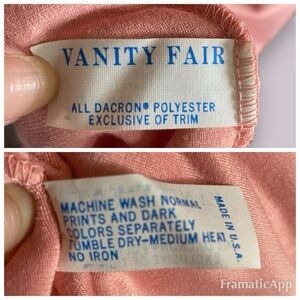 VANITY FAIR
ALL DACRON® POLYESTER
EXCLUSIVE OF TRIM
MACHINE WASH NORMAL
PRINTS AND DARK
COLORS SEPARATELY
TUMBLE DRY-MEDIUM HEAT
NO IRON
MADE IN U.S.A.
FramaticApp